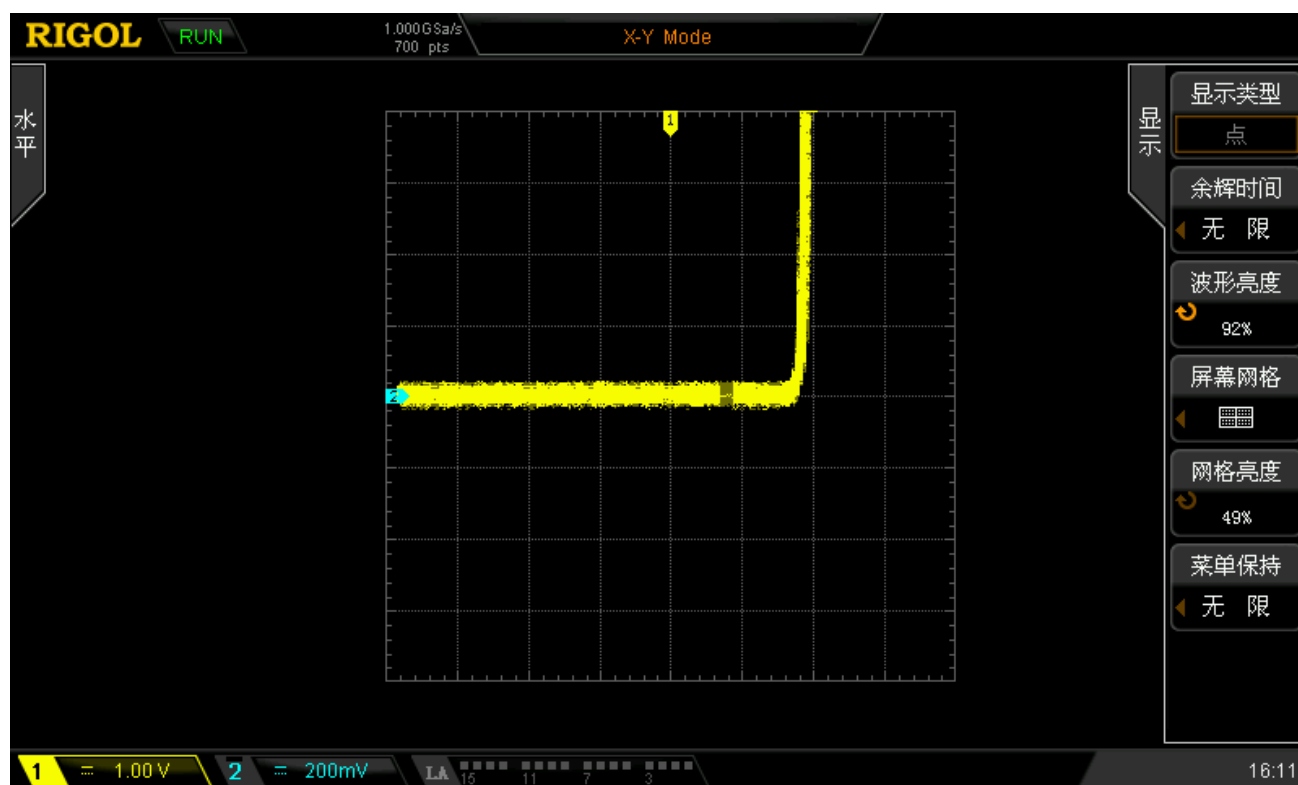 RIGOL RUN 1.000GSa/s X-Y Mode
700 pts
水平
1
2
显示
显示类型
点
余辉时间
无 限
波形亮度
92%
屏幕网格
网格亮度
49%
菜单保持
无 限
1 1.00 V 2 200mV LA 15 11 7 3 16:11